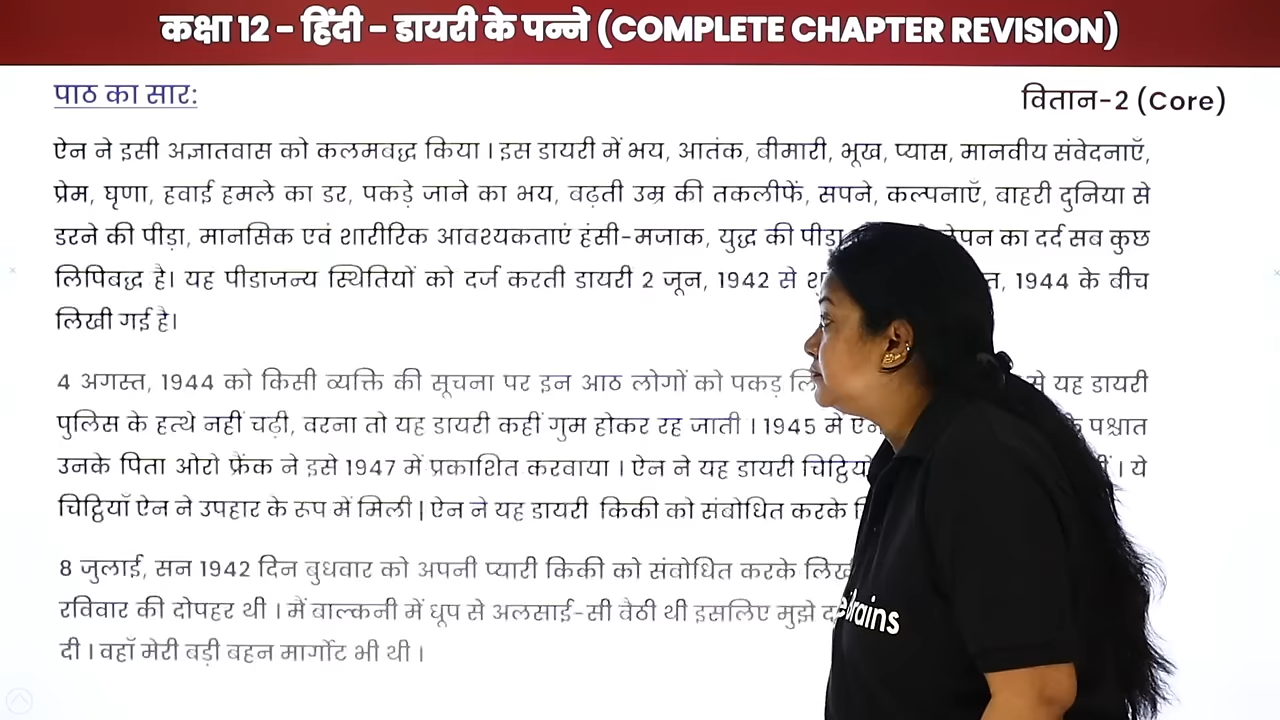 कक्षा 12 - हिंदी - डायरी के पन्ने (COMPLETE CHAPTER REVISION)
पाठ का सार:
वितान-2 (Core)
ऐन ने इसी अज्ञातवास को कलमबद्ध किया । इस डायरी में भय, आतंक, बीमारी, भूख, प्यास, मानवीय संवेदनाएँ,
प्रेम, घृणा, हवाई हमले का डर, पकड़े जाने का भय, बढ़ती उम्र की तकलीफें, सपने, कल्पनाएँ, बाहरी दुनिया से
डरने की पीड़ा, मानसिक एवं शारीरिक आवश्यकताएं हंसी-मजाक, युद्ध की पीड़ा का दर्द सब कुछ
लिपिबद्ध है। यह पीडाजन्य स्थितियों को दर्ज करती डायरी 2 जून, 1942 से 1944 के बीच
लिखी गई है।
4 अगस्त, 1944 को किसी व्यक्ति की सूचना पर इन आठ लोगों को पकड़ यह डायरी
पुलिस के हत्थे नहीं चढ़ी, वरना तो यह डायरी कहीं गुम होकर रह जाती । 1945 में पश्चात
उनके पिता ओरो फ्रेंक ने इसे 1947 में प्रकाशित करवाया । ऐन ने यह डायरी । ये
चिट्ठियाँ ऐन ने उपहार के रूप में मिली | ऐन ने यह डायरी किकी को संबोधित करके
8 जुलाई, सन 1942 दिन बुधवार को अपनी प्यारी किकी को संवोधित करके
रविवार की दोपहर थी । मैं बाल्कनी में धूप से अलसाई-सी वैठी थी इसलिए मुझे
दी । वहाँ मेरी बड़ी बहन मार्गोट भी थी ।